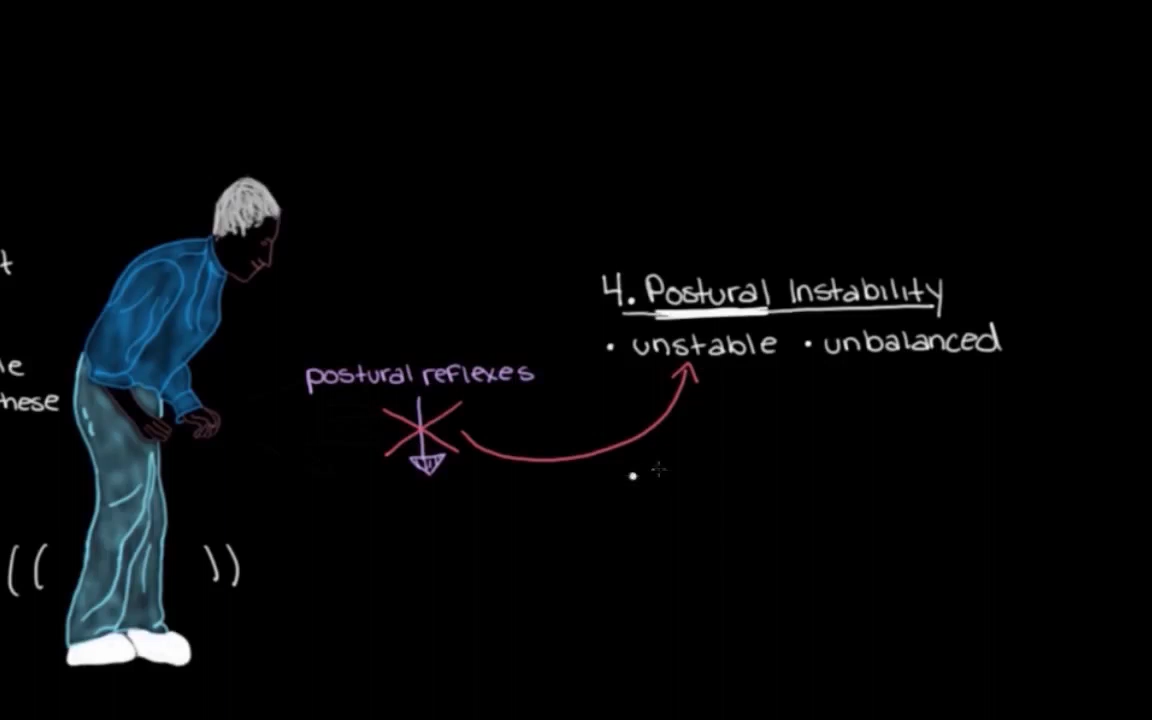 4. Postural Instability
• unstable • unbalanced
postural reflexes